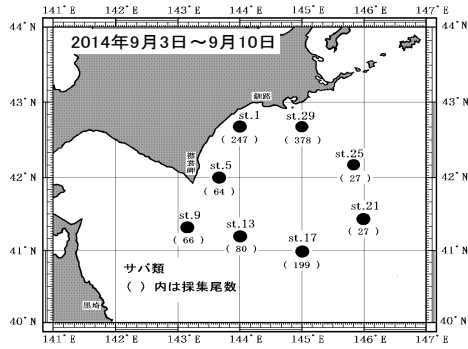 141°E 142°E 143°E 144°E 145°E 146°E 147°E
44°N 44°N
2014年9月3日～9月10日
釧路
43°N 43°N
st.1 st.29
(247) (378)
襟裳岬
st.25
(27)
st.5
(64)
42°N 42°N
st.21
(27)
st.9
(66)
st.13
(80)
st.17
(199)
41°N 41°N
サバ類
( )内は採集尾数
黒埼
40°N 40°N
141°E 142°E 143°E 144°E 145°E 146°E 147°E